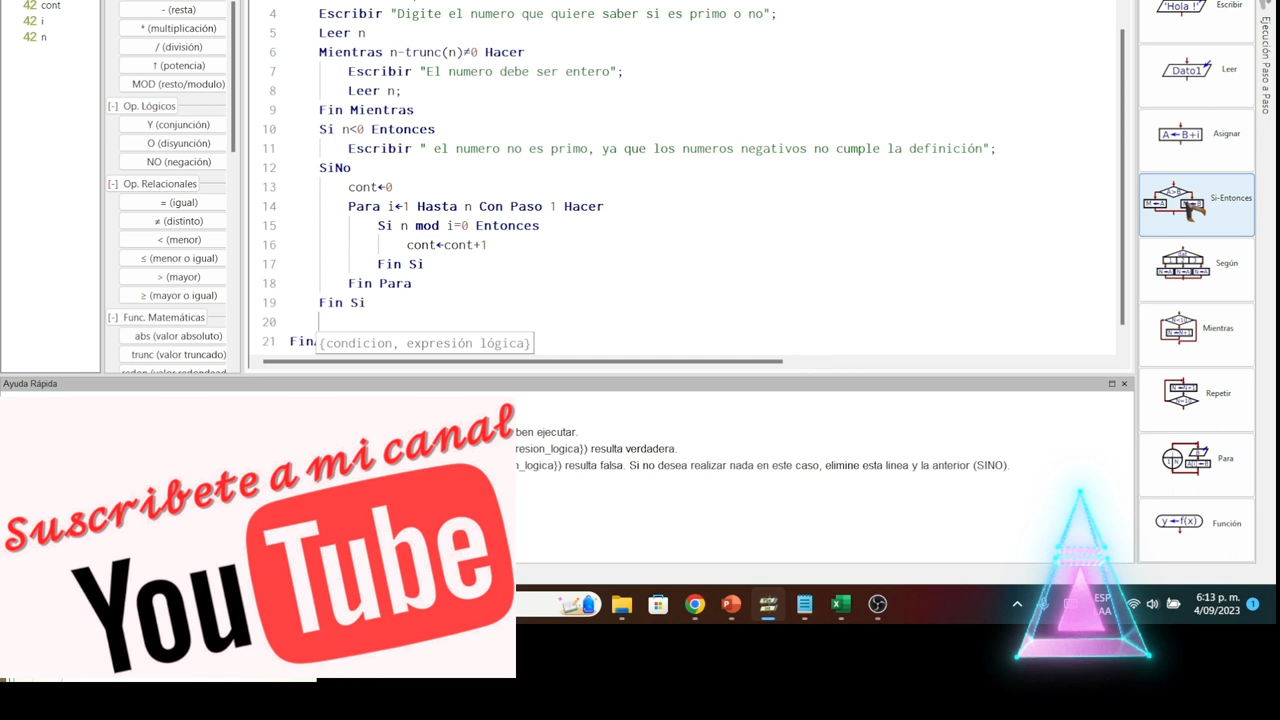 42 cont
42 i
42 n
- (resta)
* (multiplicación)
/ (división)
↑ (potencia)
MOD (resto/modulo)
[-] Op. Lógicos
Y (conjunción)
O (disyunción)
NO (negación)
[-] Op. Relacionales
= (igual)
≠ (distinto)
< (menor)
≤ (menor o igual)
> (mayor)
≥ (mayor o igual)
[-] Func. Matemáticas
abs (valor absoluto)
trunc (valor truncado)
4 Escribir "Digite el numero que quiere saber si es primo o no";
5 Leer n
6 Mientras n-trunc(n)≠0 Hacer
7 Escribir "El numero debe ser entero";
8 Leer n;
9 Fin Mientras
10 Si n<0 Entonces
11 Escribir " el numero no es primo, ya que los numeros negativos no cumple la definición";
12 SiNo
13 cont←0
14 Para i←1 Hasta n Con Paso 1 Hacer
15 Si n mod i=0 Entonces
16 cont←cont+1
17 Fin Si
18 Fin Para
19 Fin Si
20
21 Fin
{condicion, expresión lógica}
'Hola !' Escribir
Dato1 Leer
A←B+i Asignar
A>B
Si-Entonces
Según
Mientras
Repetir
Para
y←f(x) Función
Ejecución Paso a Paso
Ayuda Rápida
ben ejecutar.
resion_logica}) resulta verdadera.
n_logica}) resulta falsa. Si no desea realizar nada en este caso, elimine esta linea y la anterior (SINO).
Suscribete a mi canal
YouTube
ESP
LAA
6:13 p. m.
4/09/2023
1